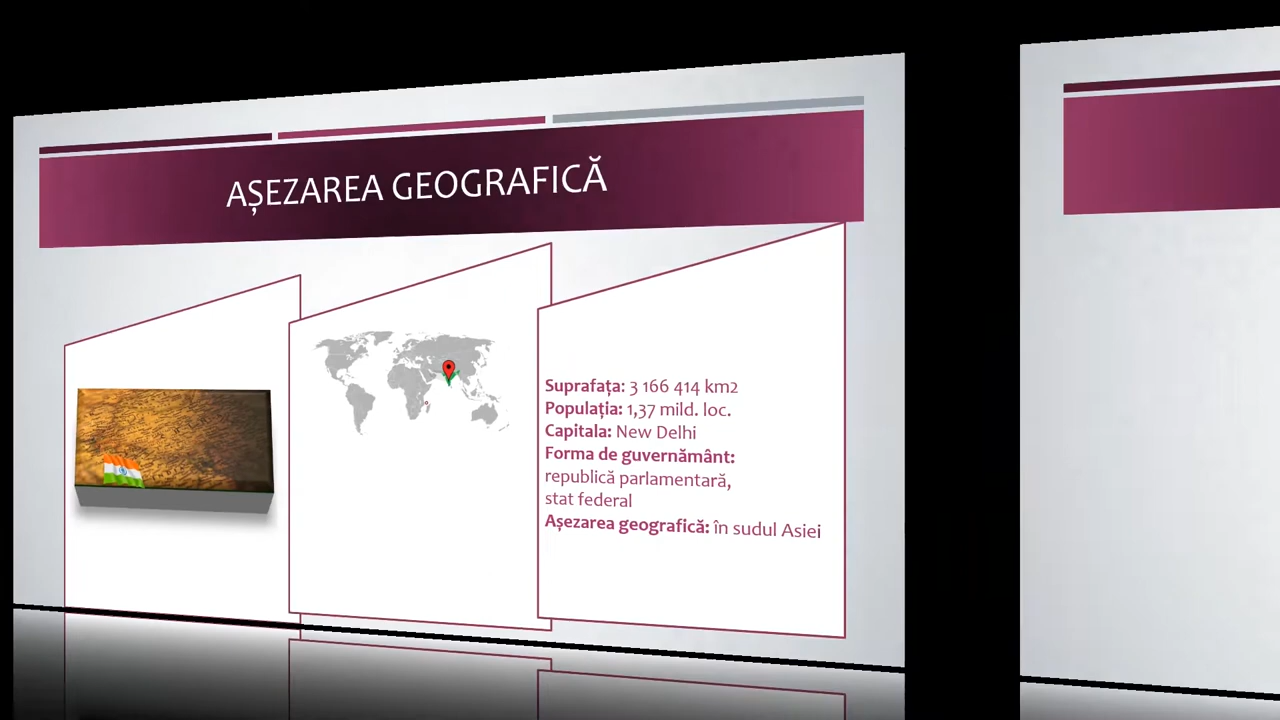 AȘEZAREA GEOGRAFICĂ
Suprafața: 3 166 414 km2
Populația: 1,37 mild. loc.
Capitala: New Delhi
Forma de guvernământ:
republică parlamentară,
stat federal
Așezarea geografică: în sudul Asiei